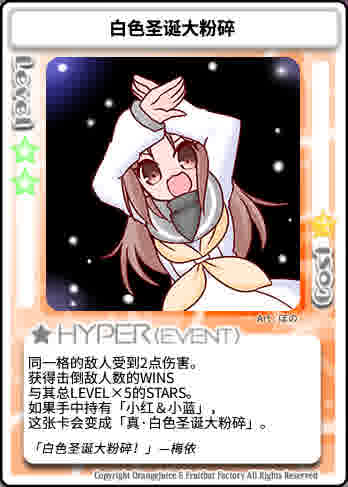 白色圣诞大粉碎
Level
Cost
Art ぽの
HYPER(EVENT)
同一格的敌人受到2点伤害。
获得击倒敌人数的WINS
与其总LEVEL×5的STARS。
如果手中持有「小红＆小蓝」，
这张卡会变成「真·白色圣诞大粉碎」。
「白色圣诞大粉碎！」—梅依
Copyright OrangeJuice & Fruitbat Factory All Rights Reserved